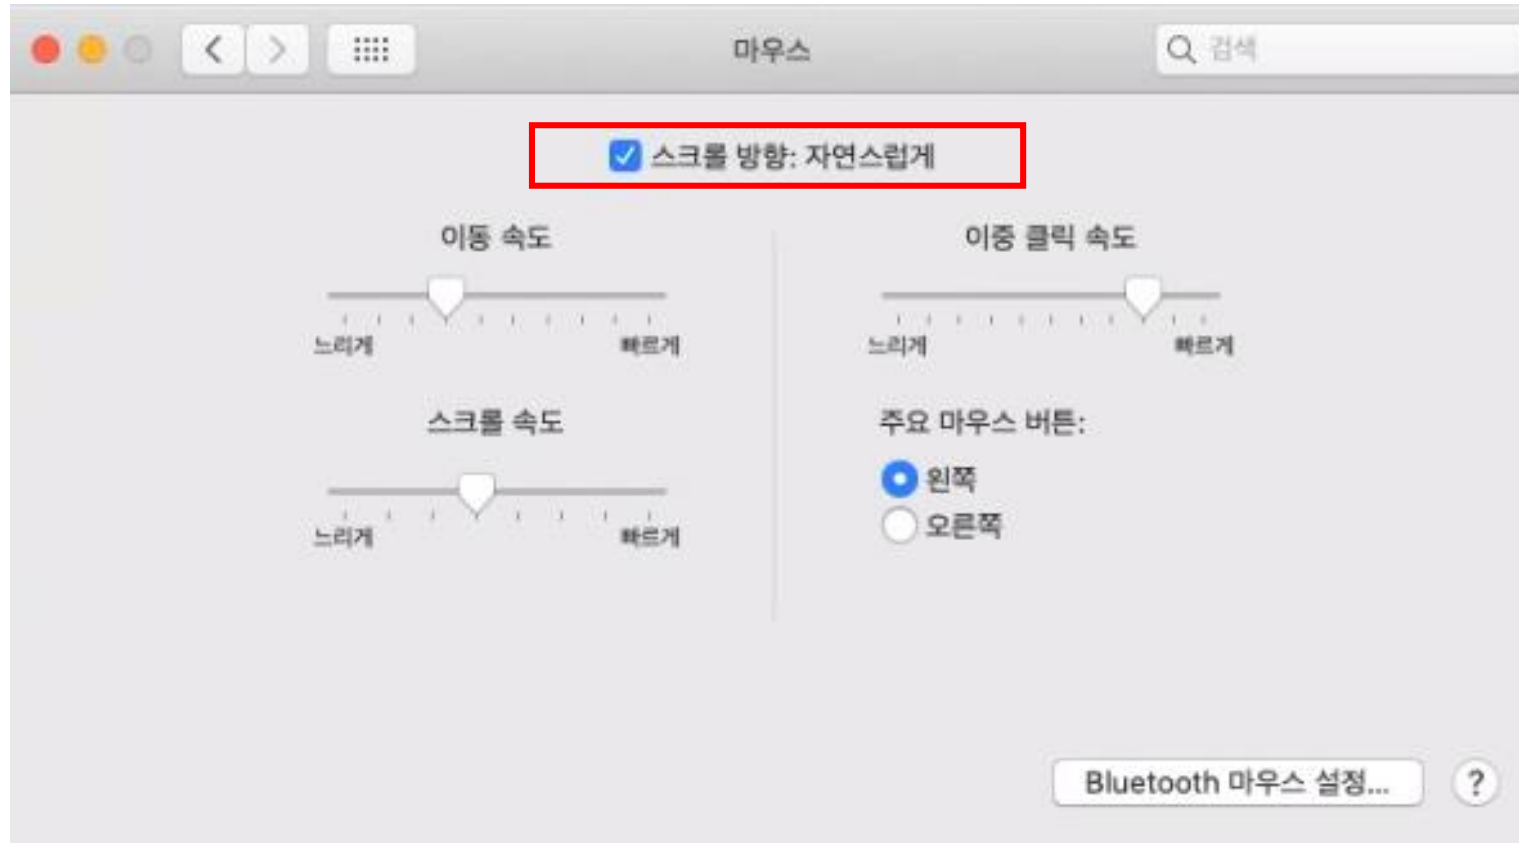 마우스
검색
스크롤 방향: 자연스럽게
이동 속도
느리게
빠르게
스크롤 속도
느리게
빠르게
이중 클릭 속도
느리게
빠르게
주요 마우스 버튼:
왼쪽
오른쪽
Bluetooth 마우스 설정...
?